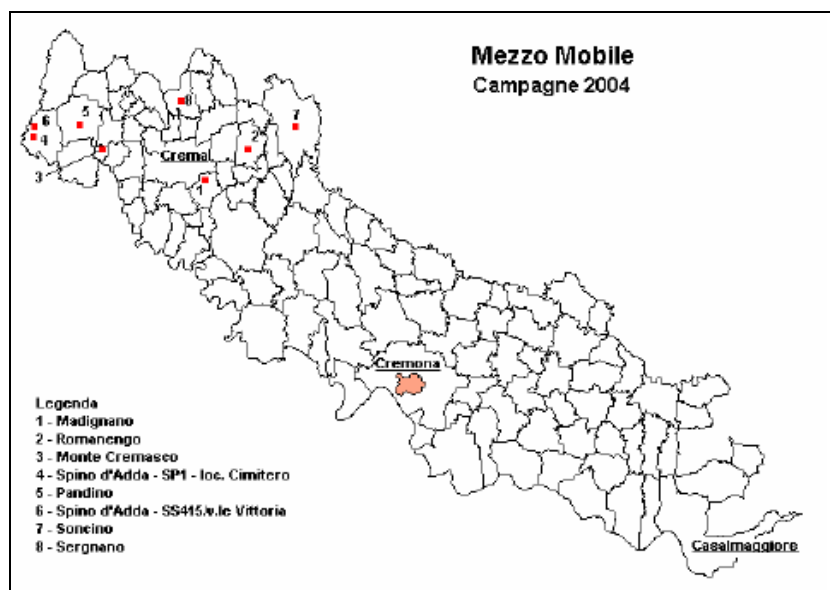 Mezzo Mobile
Campagne 2004
8
6
5
7
4
2
Crema
3
1
Cremona
Legenda
1 - Madignano
2 - Romanengo
3 - Monte Cremasco
4 - Spino d'Adda - SP1 - loc. Cimitero
5 - Pandino
6 - Spino d'Adda - SS415/v.le Vittoria
7 - Soncino
8 - Sergnano
Casalmaggiore